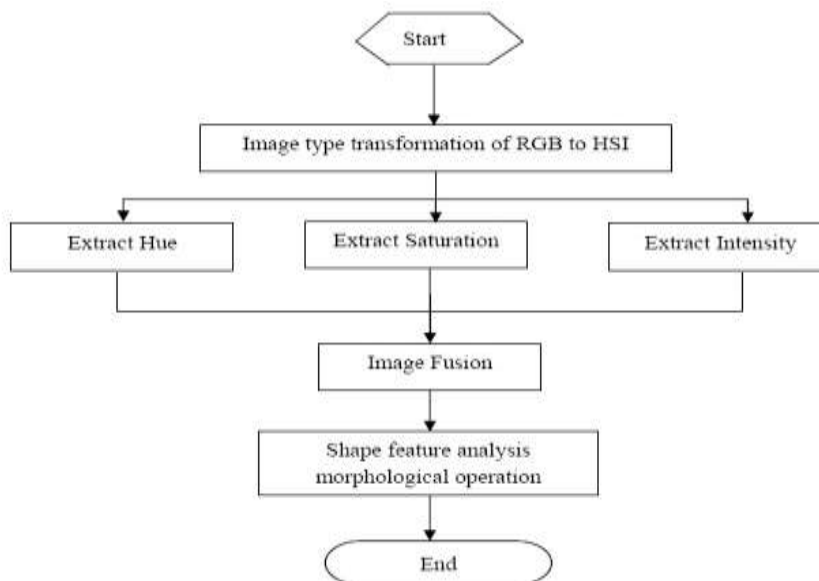 Start
Image type transformation of RGB to HSI
Extract Hue
Extract Saturation
Extract Intensity
Image Fusion
Shape feature analysis
morphological operation
End